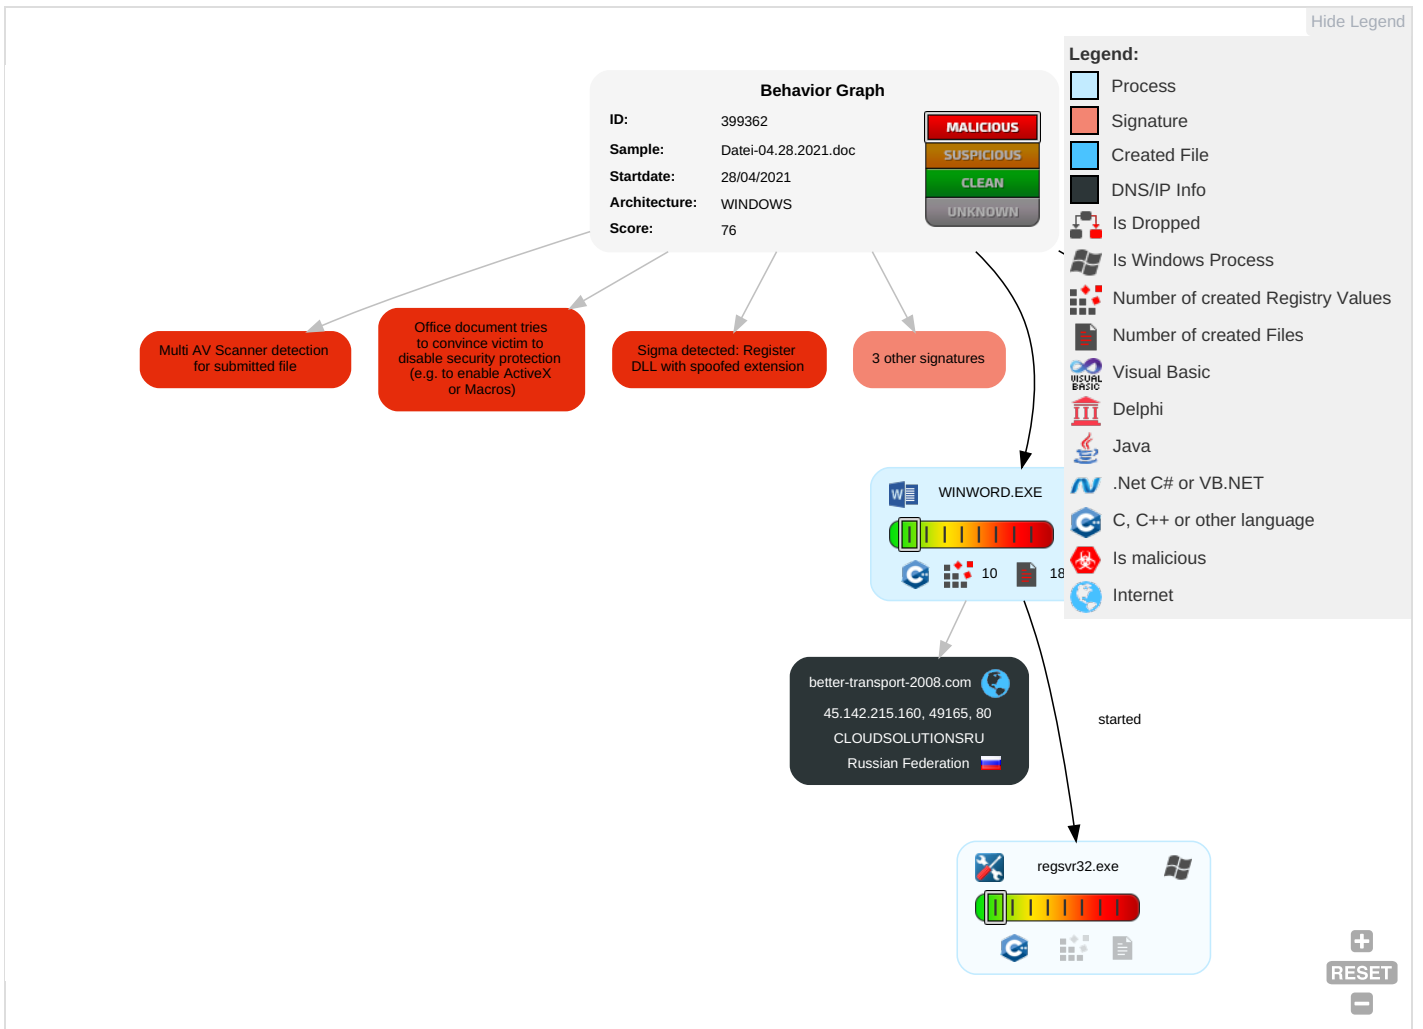 Hide Legend
Legend:
Process
Signature
Created File
DNS/IP Info
Is Dropped
Is Windows Process
Number of created Registry Values
Number of created Files
VISUAL
BASIC
Visual Basic
Delphi
Java
.Net C# or VB.NET
C, C++ or other language
Is malicious
Internet
Behavior Graph
ID: 399362
Sample: Datei-04.28.2021.doc
Startdate: 28/04/2021
Architecture: WINDOWS
Score: 76
MALICIOUS
SUSPICIOUS
CLEAN
UNKNOWN
Multi AV Scanner detection
for submitted file
Office document tries
to convince victim to
disable security protection
(e.g. to enable ActiveX
or Macros)
Sigma detected: Register
DLL with spoofed extension
3 other signatures
W
WINWORD.EXE
10
18
better-transport-2008.com
45.142.215.160, 49165, 80
CLOUDSOLUTIONSRU
Russian Federation
started
regsvr32.exe
RESET